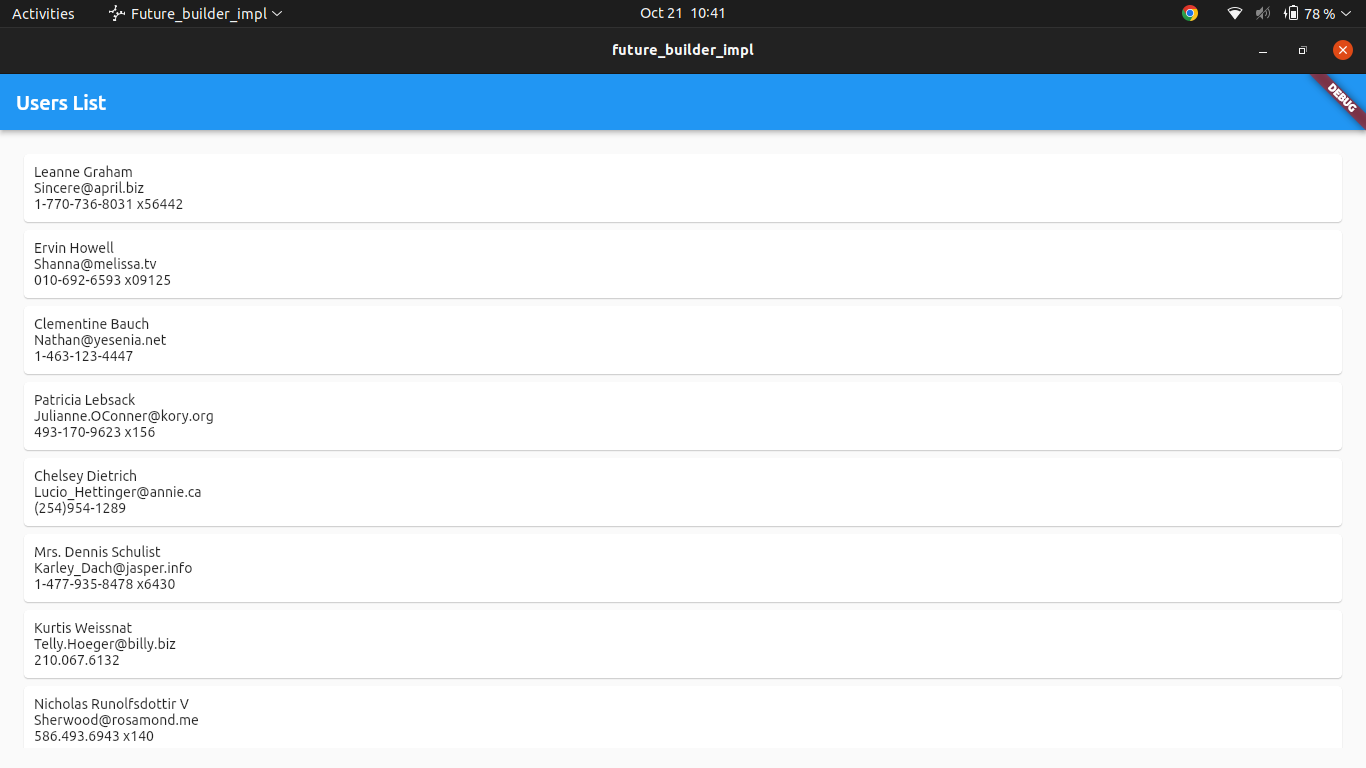 Activities Future_builder_impl Oct 21 10:41 78 %
future_builder_impl
Users List
DEBUG
Leanne Graham
Sincere@april.biz
1-770-736-8031 x56442
Ervin Howell
Shanna@melissa.tv
010-692-6593 x09125
Clementine Bauch
Nathan@yesenia.net
1-463-123-4447
Patricia Lebsack
Julianne.OConner@kory.org
493-170-9623 x156
Chelsey Dietrich
Lucio_Hettinger@annie.ca
(254)954-1289
Mrs. Dennis Schulist
Karley_Dach@jasper.info
1-477-935-8478 x6430
Kurtis Weissnat
Telly.Hoeger@billy.biz
210.067.6132
Nicholas Runolfsdottir V
Sherwood@rosamond.me
586.493.6943 x140